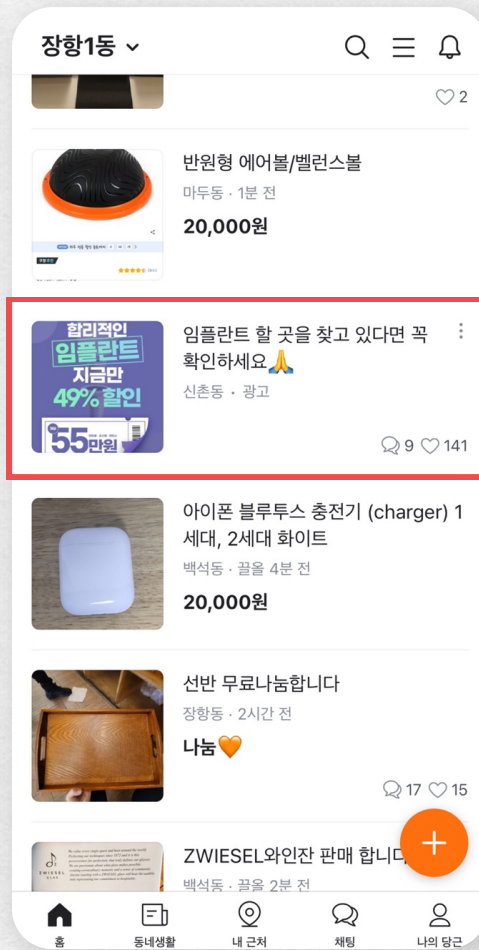 장항1동
2
반원형 에어볼/벨런스볼
마두동 · 1분 전
20,000원
합리적인
임플란트
지금만
49% 할인
55만원
임플란트 할 곳을 찾고 있다면 꼭
확인하세요🙏
신촌동 · 광고
9 141
아이폰 블루투스 충전기 (charger) 1
세대, 2세대 화이트
백석동 · 끌올 4분 전
20,000원
선반 무료나눔합니다
장항동 · 2시간 전
나눔🧡
17 15
ZWIESEL
ZWIESEL와인잔 판매 합니다
백석동 · 끌올 2분 전
홈 동네생활 내 근처 채팅 나의 당근